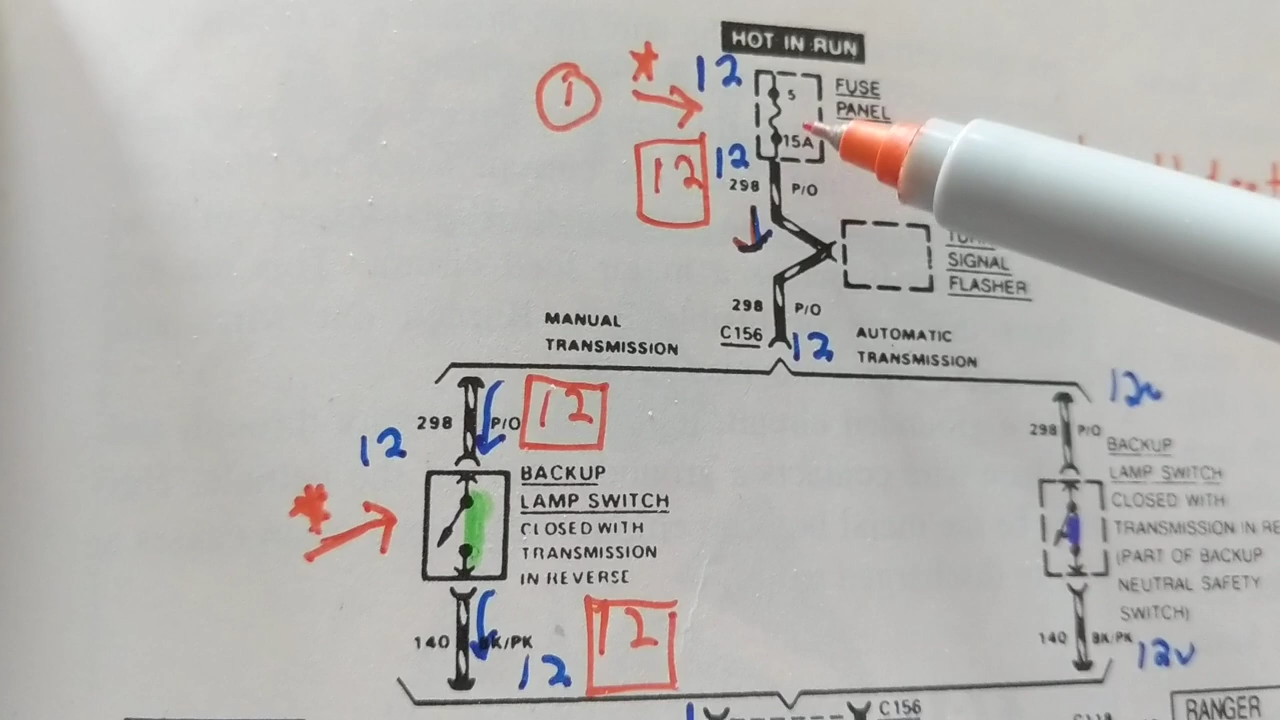 HOT IN RUN
12
FUSE
PANEL
5
15A
1
12
12
298
P/O
SIGNAL
FLASHER
298
P/O
C156
12
MANUAL
TRANSMISSION
AUTOMATIC
TRANSMISSION
298
P/O
12
12
BACKUP
LAMP SWITCH
CLOSED WITH
TRANSMISSION
IN REVERSE
140
BK/PK
12
12
12v
298
P/O
BACKUP
LAMP SWITCH
CLOSED WITH
TRANSMISSION IN RE
(PART OF BACKUP
NEUTRAL SAFETY
SWITCH)
140
BK/PK
12v
C156
RANGER